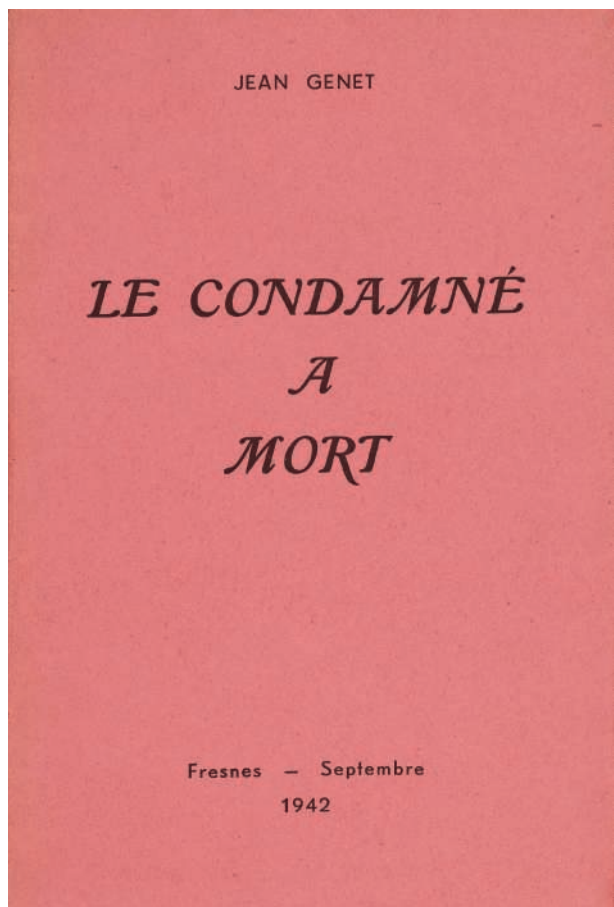 JEAN GENET
LE CONDAMNÉ
A
MORT
Fresnes – Septembre
1942